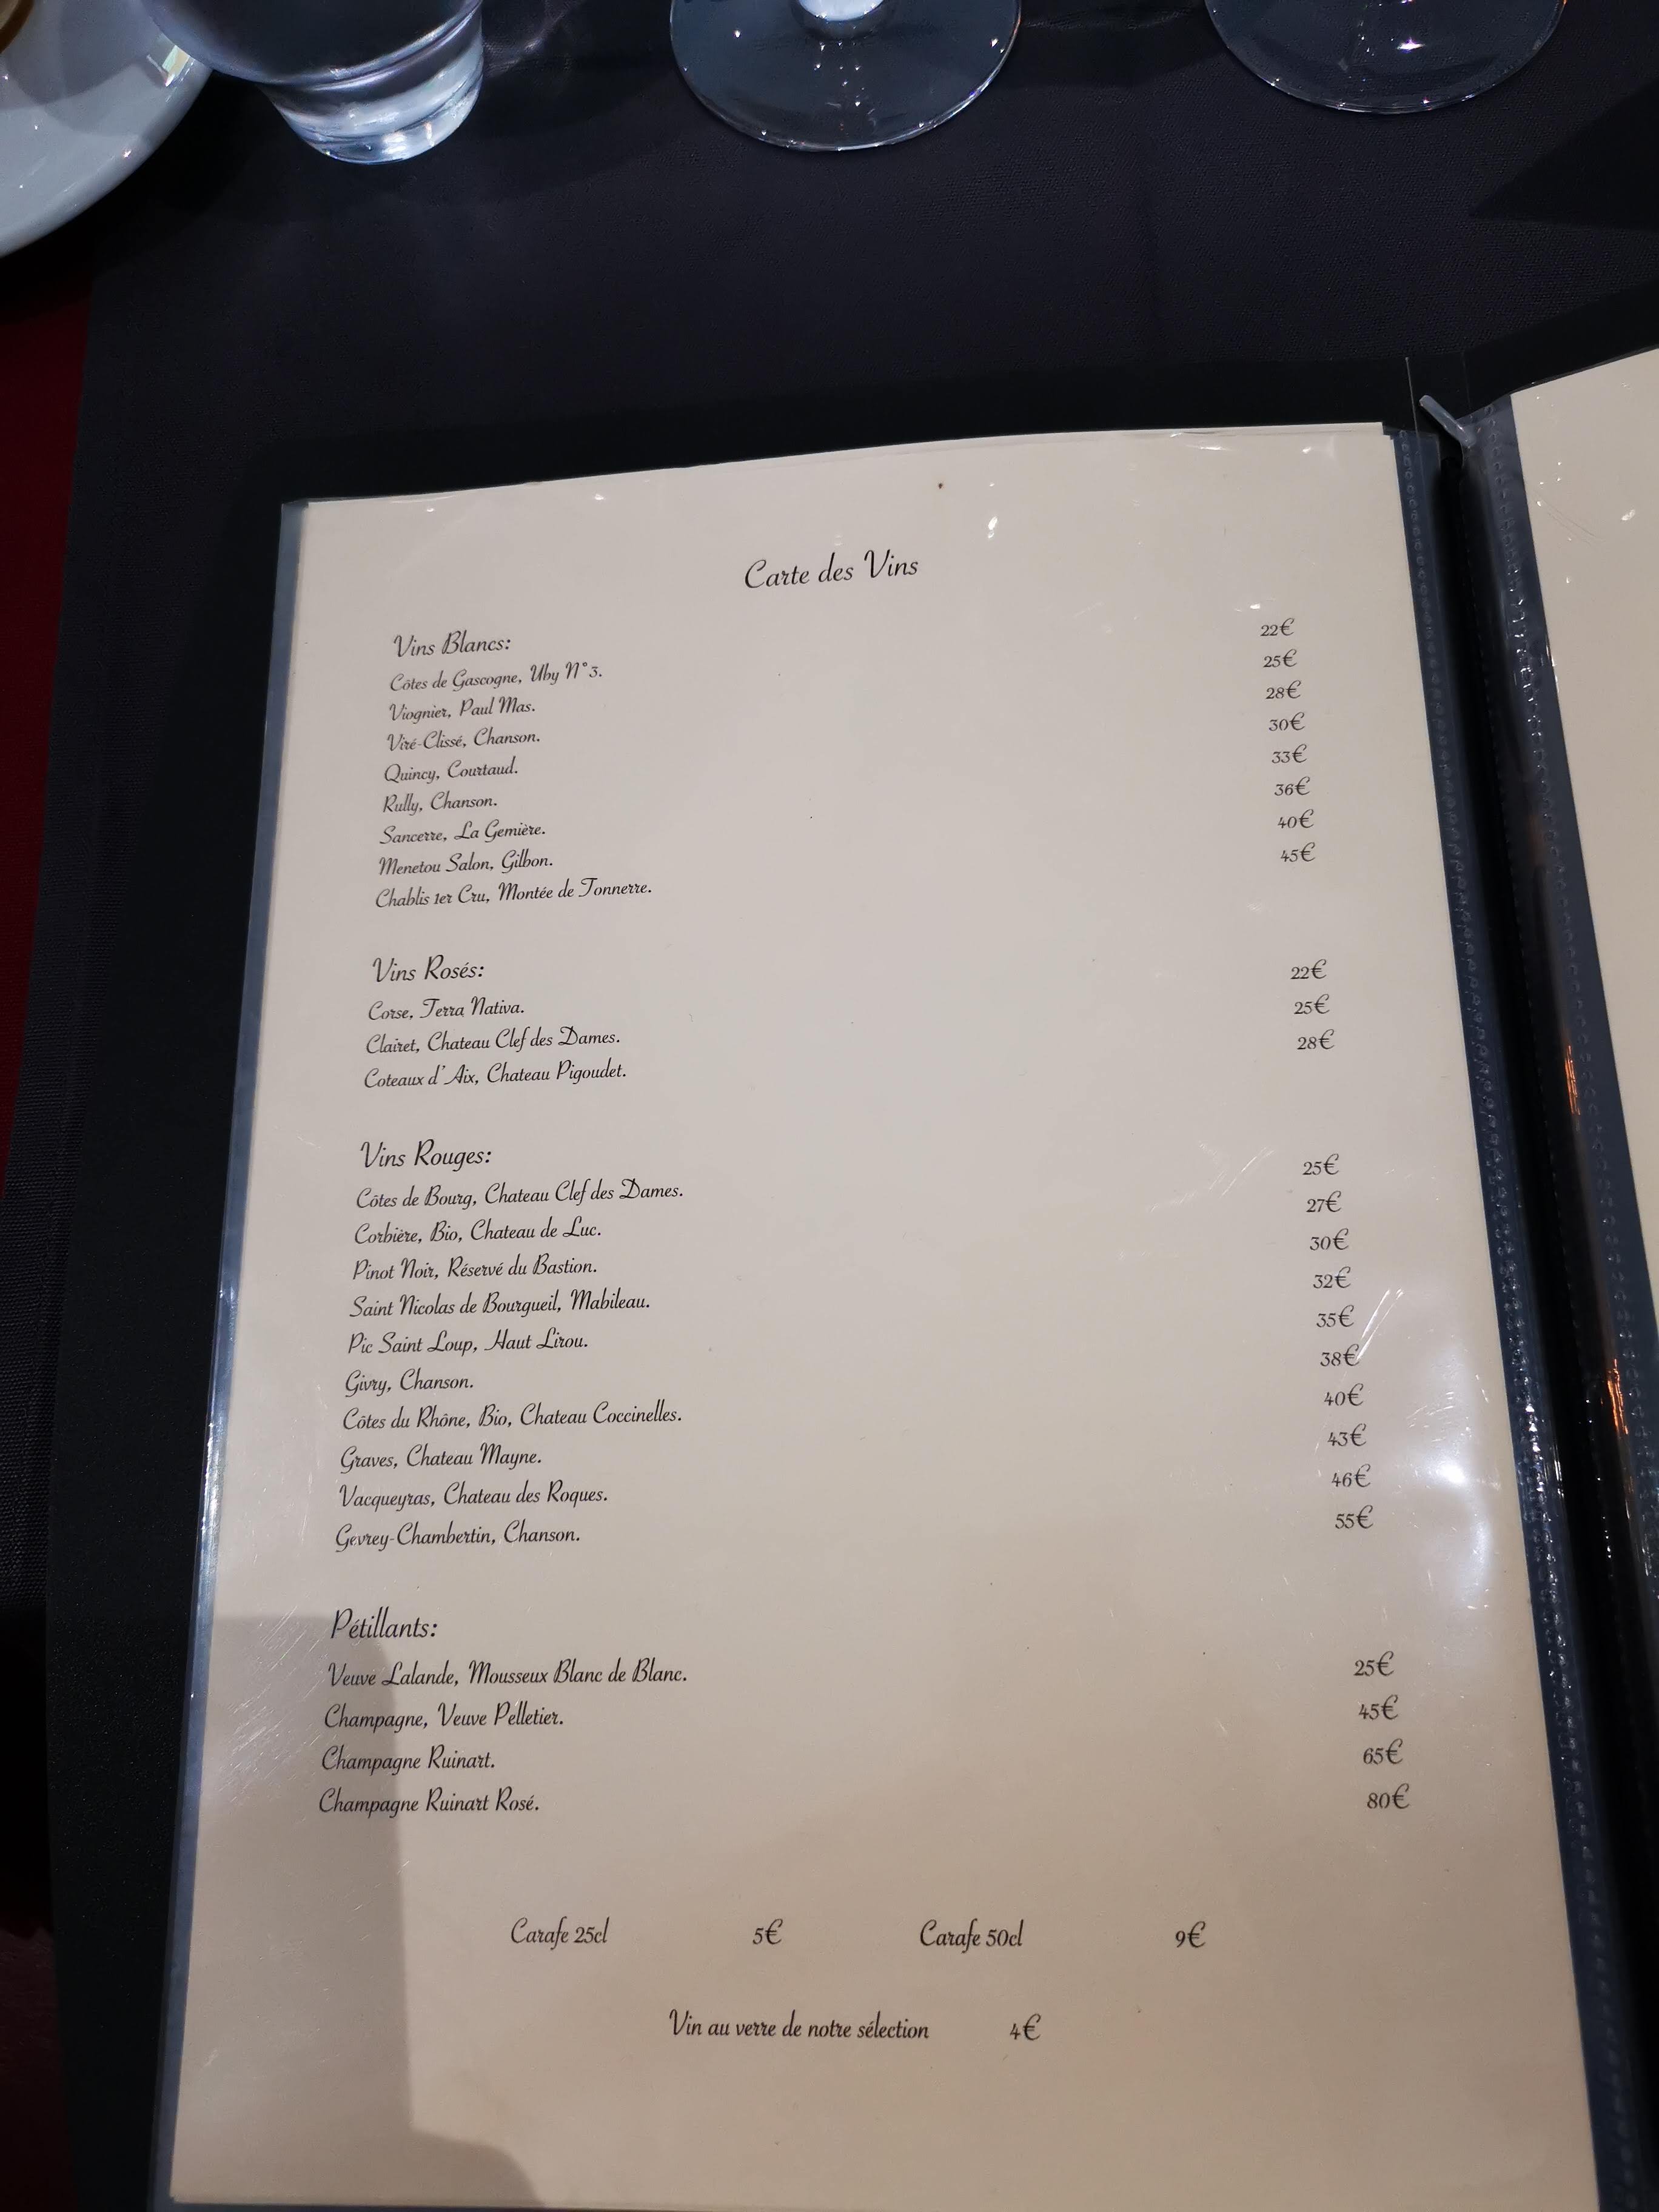 Carte des Vins
Vins Blancs:
Côtes de Gascogne, Uby N°3. 22€
Viognier, Paul Mas. 25€
Viré-Clissé, Chanson. 28€
Quincy, Courtaud. 30€
Rully, Chanson. 33€
Sancerre, La Gemière. 36€
Menetou Salon, Gilbon. 40€
Chablis 1er Cru, Montée de Tonnerre. 45€
Vins Rosés:
Corse, Terra Nativa. 22€
Clairet, Chateau Clef des Dames. 25€
Coteaux d'Aix, Chateau Pigoudet. 28€
Vins Rouges:
Côtes de Bourg, Chateau Clef des Dames. 25€
Corbière, Bio, Chateau de Luc. 27€
Pinot Noir, Réservé du Bastion. 30€
Saint Nicolas de Bourgueil, Mabileau. 32€
Pic Saint Loup, Haut Lirou. 35€
Givry, Chanson. 38€
Côtes du Rhône, Bio, Chateau Coccinelles. 40€
Graves, Chateau Mayne. 43€
Vacqueyras, Chateau des Roques. 46€
Gevrey-Chambertin, Chanson. 55€
Pétillants:
Veuve Lalande, Mousseux Blanc de Blanc. 25€
Champagne, Veuve Pelletier. 45€
Champagne Ruinart. 65€
Champagne Ruinart Rosé. 80€
Carafe 25cl 5€ Carafe 50cl 9€
Vin au verre de notre sélection 4€